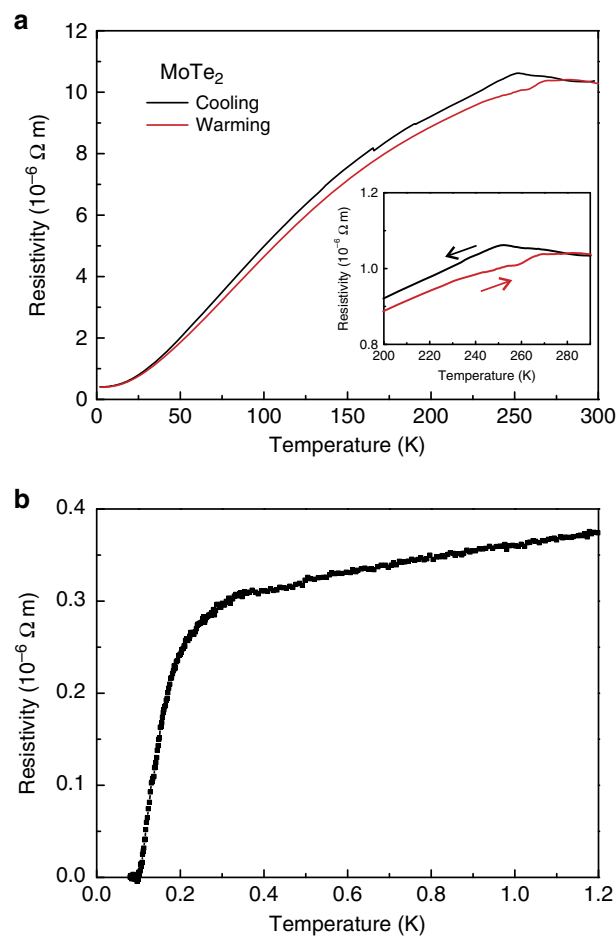 a
12
10
8
6
4
2
0
Resistivity (10⁻⁶ Ω m)
MoTe₂
Cooling
Warming
1.2
1.0
0.8
Resistivity (10⁻⁶ Ω m)
200 220 240 260 280
Temperature (K)
0 50 100 150 200 250 300
Temperature (K)
b
0.4
0.3
0.2
0.1
0.0
Resistivity (10⁻⁶ Ω m)
0.0 0.2 0.4 0.6 0.8 1.0 1.2
Temperature (K)